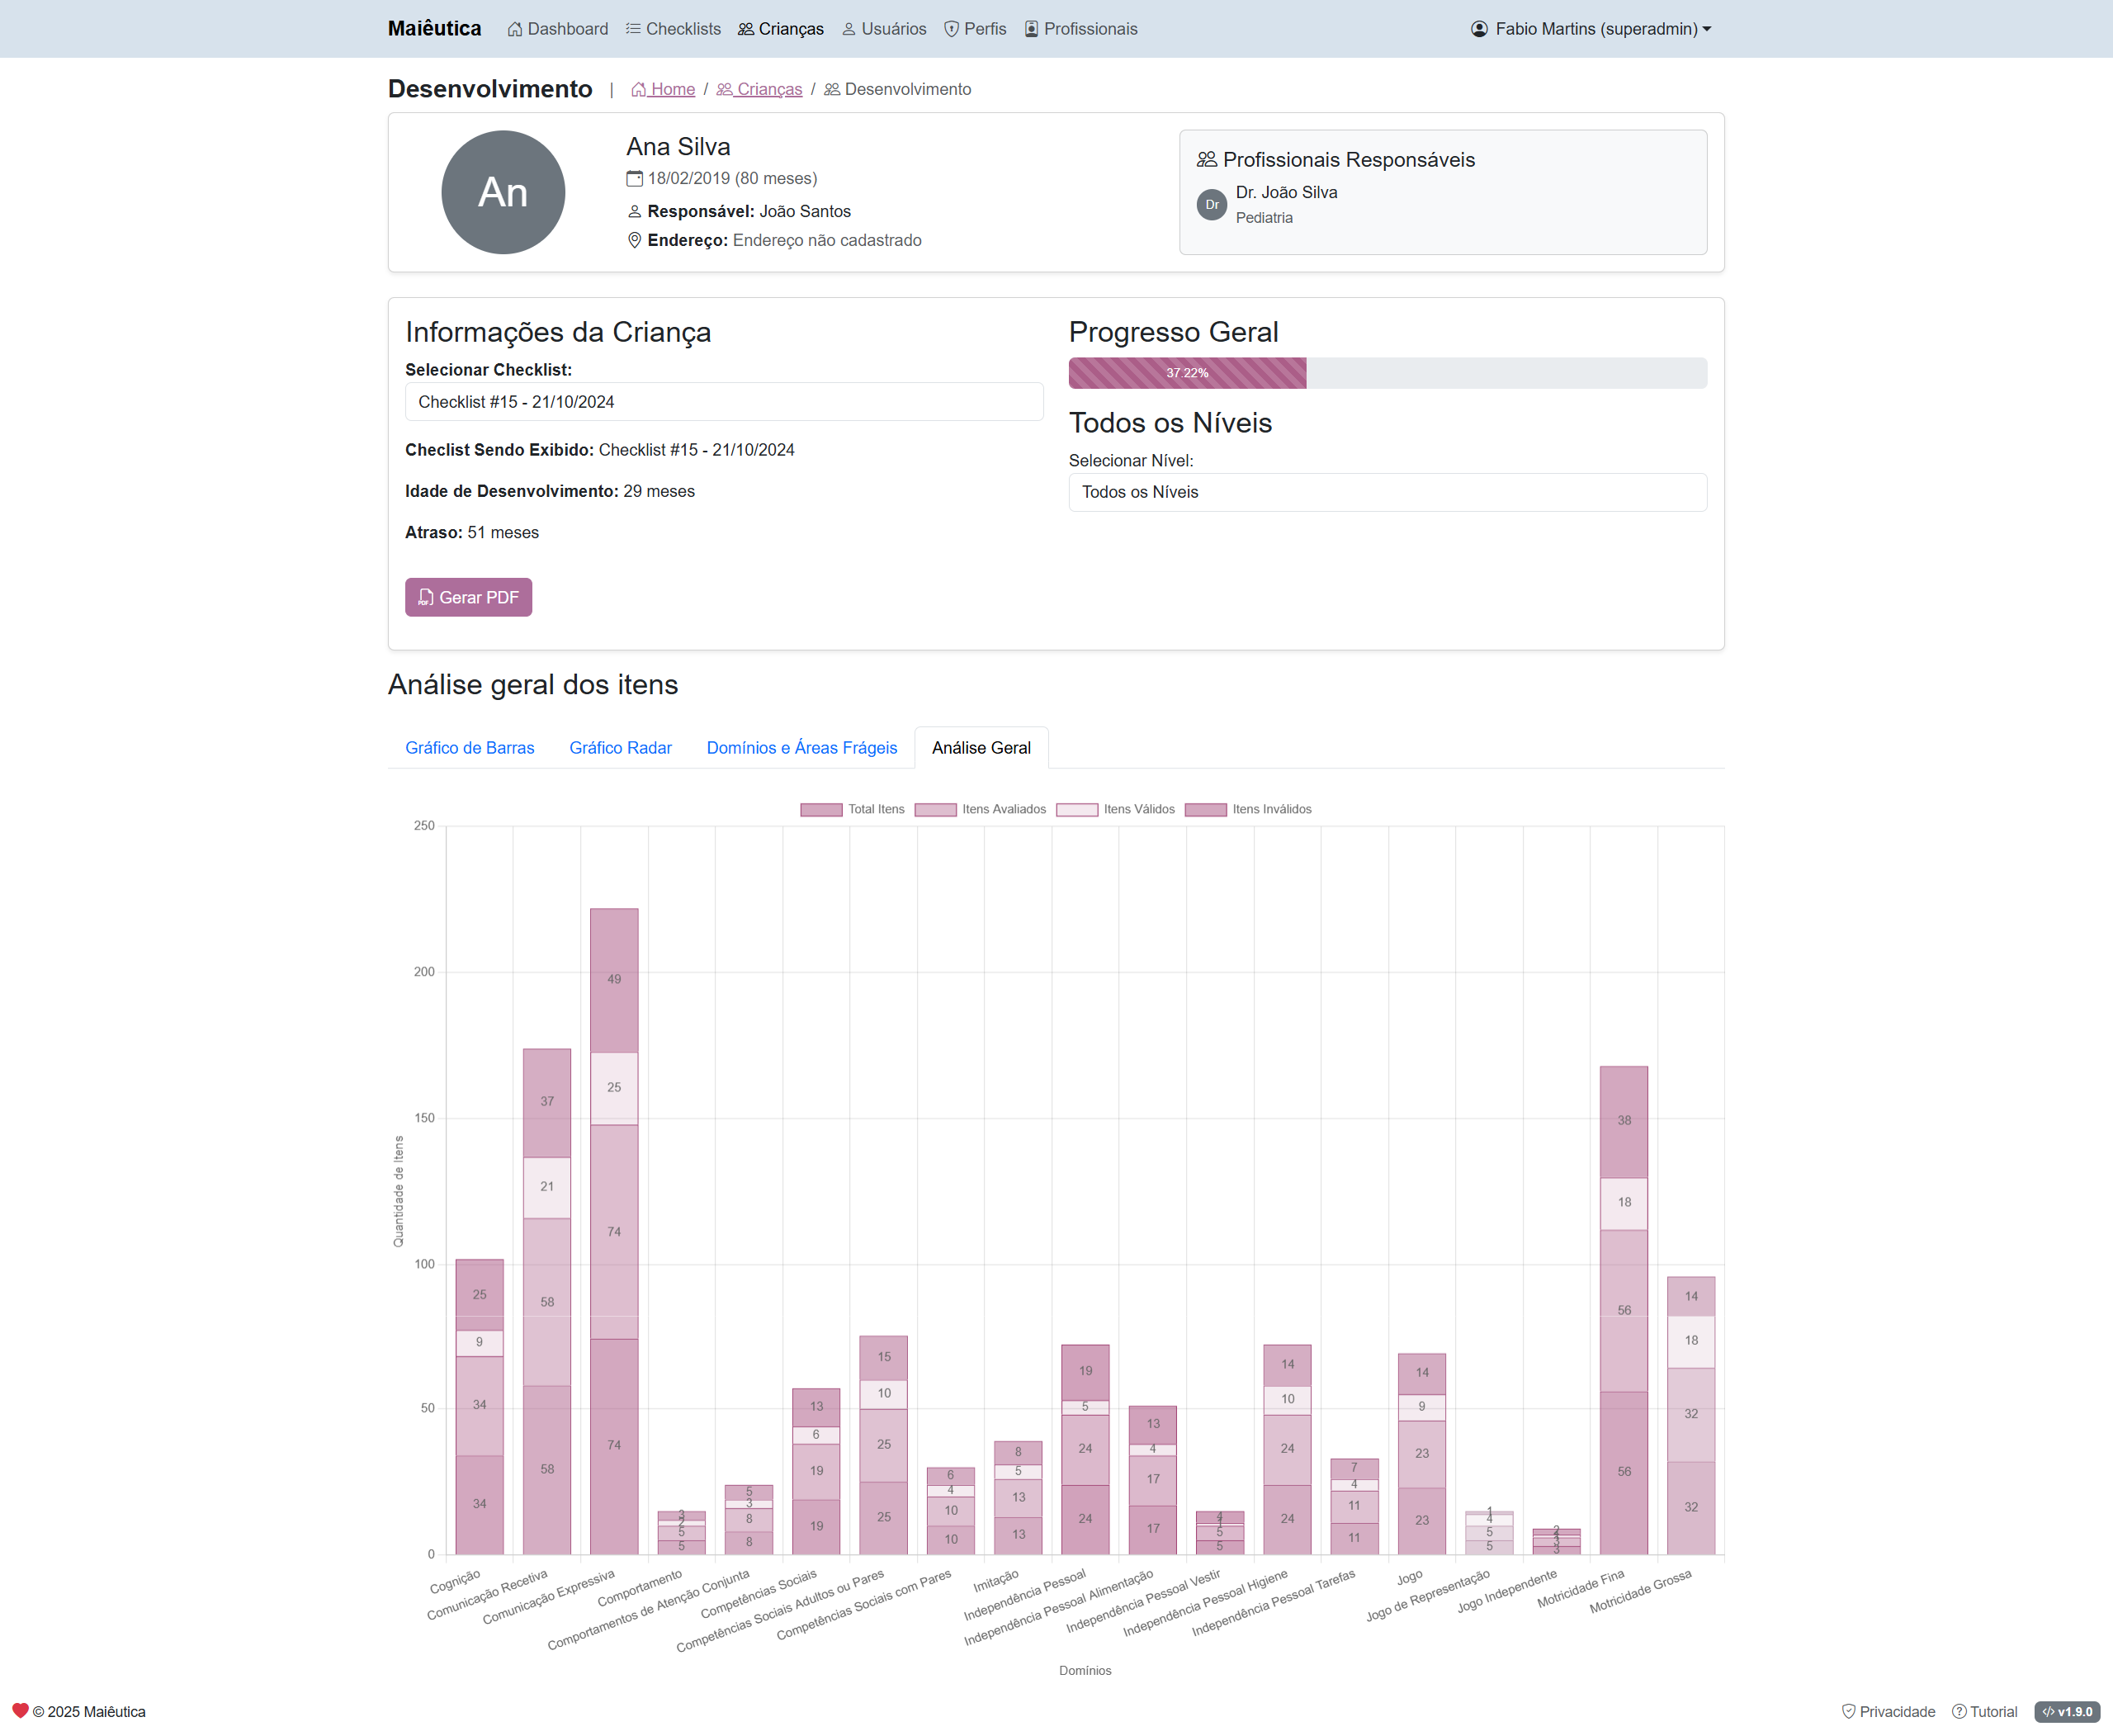 Maiêutica Dashboard Checklists Crianças Usuários Perfis Profissionais Fabio Martins (superadmin)
Desenvolvimento | Home / Crianças / Desenvolvimento
An
Ana Silva
18/02/2019 (80 meses)
Responsável: João Santos
Endereço: Endereço não cadastrado
Profissionais Responsáveis
Dr
Dr. João Silva
Pediatria
Informações da Criança
Selecionar Checklist:
Checklist #15 - 21/10/2024
Checlist Sendo Exibido: Checklist #15 - 21/10/2024
Idade de Desenvolvimento: 29 meses
Atraso: 51 meses
Gerar PDF
Progresso Geral
37.22%
Todos os Níveis
Selecionar Nível:
Todos os Níveis
Análise geral dos itens
Gráfico de Barras Gráfico Radar Domínios e Áreas Frágeis Análise Geral
Total Itens Itens Avaliados Itens Válidos Itens Inválidos
Quantidade de Itens
250
200
150
100
50
0
25
9
34
34
37
21
58
58
49
25
74
74
3
2
5
5
5
3
8
8
13
6
19
19
15
10
25
25
6
4
10
10
8
5
13
13
19
5
24
24
13
4
17
17
4
1
5
5
14
10
24
24
7
4
11
11
14
9
23
23
1
4
5
5
2
3
3
38
18
56
56
14
18
32
32
Cognição
Comunicação Recetiva
Comunicação Expressiva
Comportamento
Comportamentos de Atenção Conjunta
Competências Sociais
Competências Sociais Adultos ou Pares
Competências Sociais com Pares
Imitação
Independência Pessoal
Independência Pessoal Alimentação
Independência Pessoal Vestir
Independência Pessoal Higiene
Independência Pessoal Tarefas
Jogo
Jogo de Representação
Jogo Independente
Motricidade Fina
Motricidade Grossa
Domínios
© 2025 Maiêutica Privacidade Tutorial v1.9.0